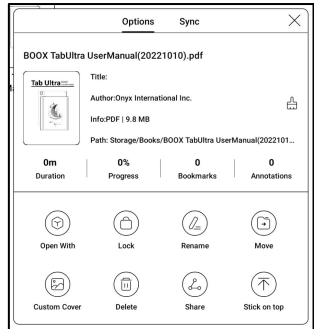 Options Sync
BOOX TabUltra UserManual(20221010).pdf
Tab Ultra
Title:
Author:Onyx International Inc.
Info:PDF | 9.8 MB
Path: Storage/Books/BOOX TabUltra UserManual(2022101...
0m 0% 0 0
Duration Progress Bookmarks Annotations
Open With Lock Rename Move
Custom Cover Delete Share Stick on top